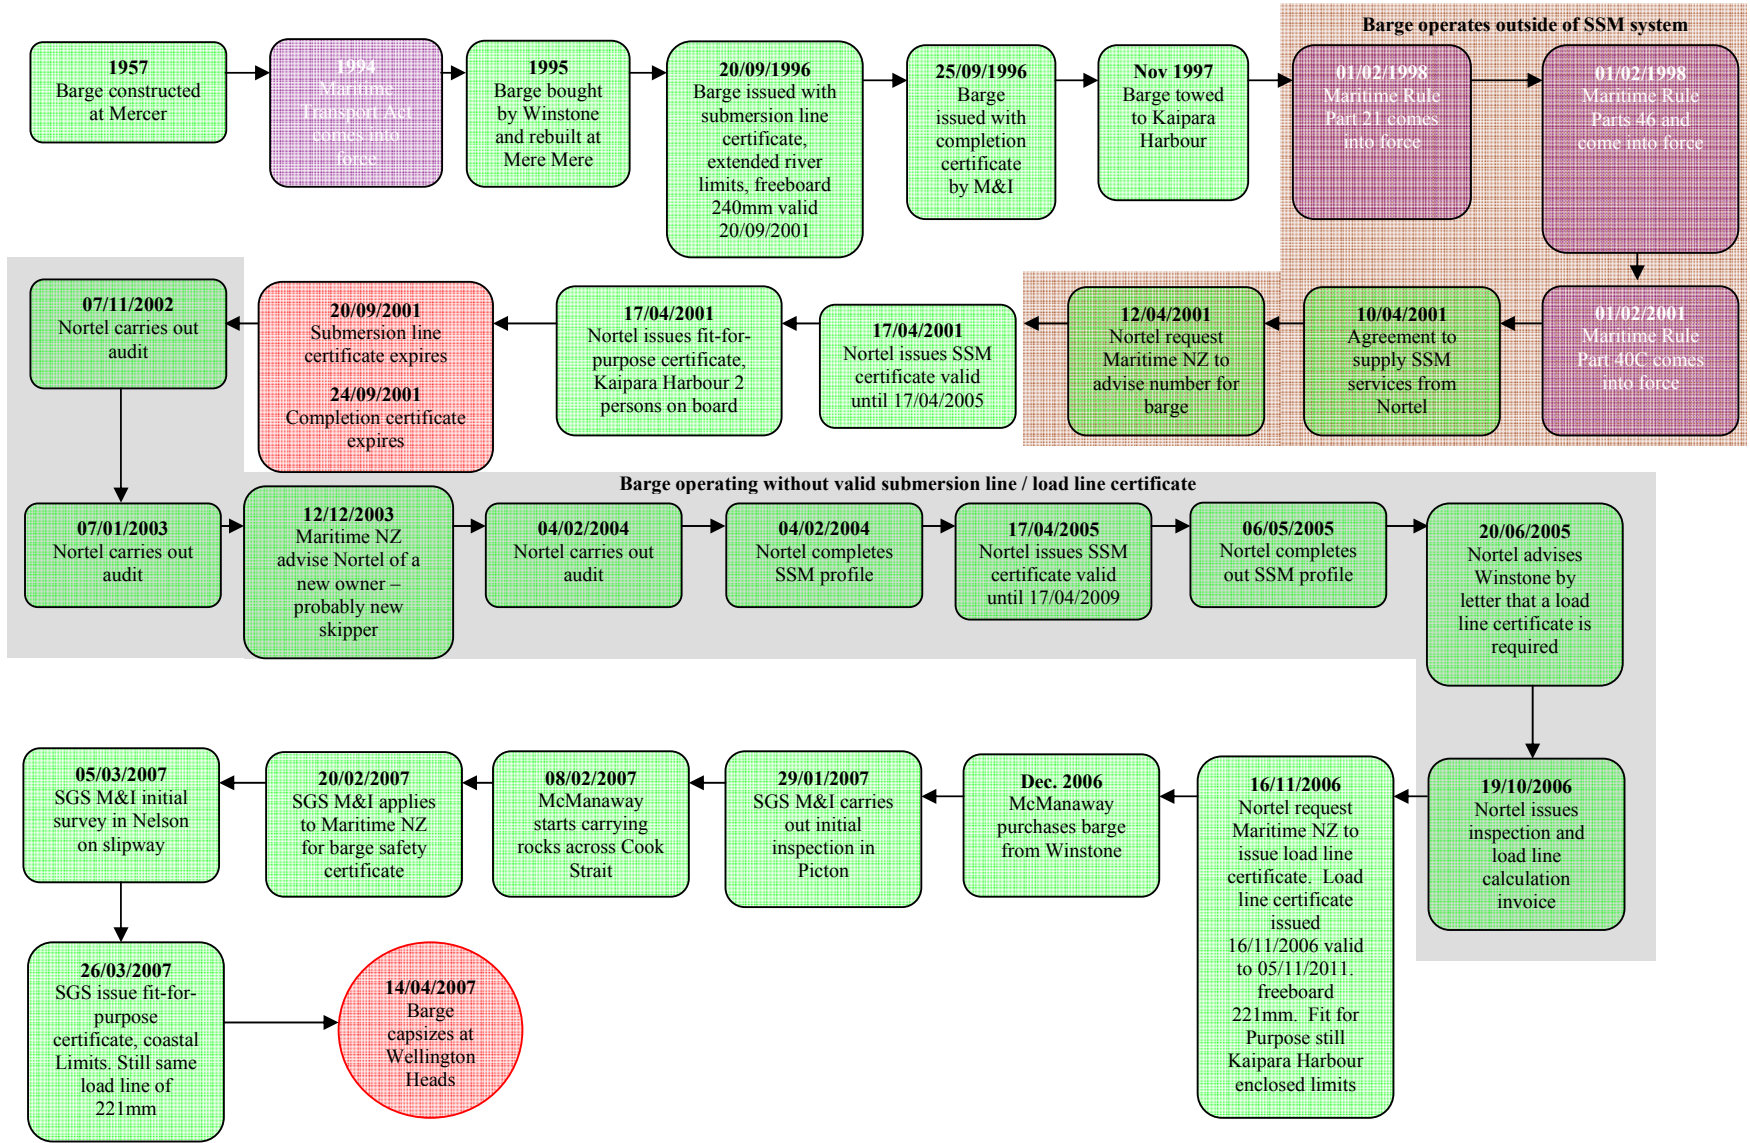 Barge operates outside of SSM system
1957
Barge constructed
at Mercer
1994
Maritime
Transport Act
comes into
force
1995
Barge bought
by Winstone
and rebuilt at
Mere Mere
20/09/1996
Barge issued with
submersion line
certificate,
extended river
limits, freeboard
240mm valid
20/09/2001
25/09/1996
Barge
issued with
completion
certificate
by M&I
Nov 1997
Barge towed
to Kaipara
Harbour
01/02/1998
Maritime Rule
Part 21 comes
into force
01/02/1998
Maritime Rule
Parts 46 and
come into force
01/02/2001
Maritime Rule
Part 40C comes
into force
10/04/2001
Agreement to
supply SSM
services from
Nortel
12/04/2001
Nortel request
Maritime NZ to
advise number for
barge
17/04/2001
Nortel issues SSM
certificate valid
until 17/04/2005
17/04/2001
Nortel issues fit-for-
purpose certificate,
Kaipara Harbour 2
persons on board
20/09/2001
Submersion line
certificate expires
24/09/2001
Completion certificate
expires
07/11/2002
Nortel carries out
audit
Barge operating without valid submersion line / load line certificate
07/01/2003
Nortel carries out
audit
12/12/2003
Maritime NZ
advise Nortel of a
new owner –
probably new
skipper
04/02/2004
Nortel carries out
audit
04/02/2004
Nortel completes
SSM profile
17/04/2005
Nortel issues SSM
certificate valid
until 17/04/2009
06/05/2005
Nortel completes
out SSM profile
20/06/2005
Nortel advises
Winstone by
letter that a load
line certificate is
required
19/10/2006
Nortel issues
inspection and
load line
calculation
invoice
16/11/2006
Nortel request
Maritime NZ to
issue load line
certificate.  Load
line certificate
issued
16/11/2006 valid
to 05/11/2011.
freeboard
221mm.  Fit for
Purpose still
Kaipara Harbour
enclosed limits
Dec. 2006
McManaway
purchases barge
from Winstone
29/01/2007
SGS M&I carries
out initial
inspection in
Picton
08/02/2007
McManaway
starts carrying
rocks across Cook
Strait
20/02/2007
SGS M&I applies
to Maritime NZ
for barge safety
certificate
05/03/2007
SGS M&I initial
survey in Nelson
on slipway
26/03/2007
SGS issue fit-for-
purpose
certificate, coastal
Limits. Still same
load line of
221mm
14/04/2007
Barge
capsizes at
Wellington
Heads